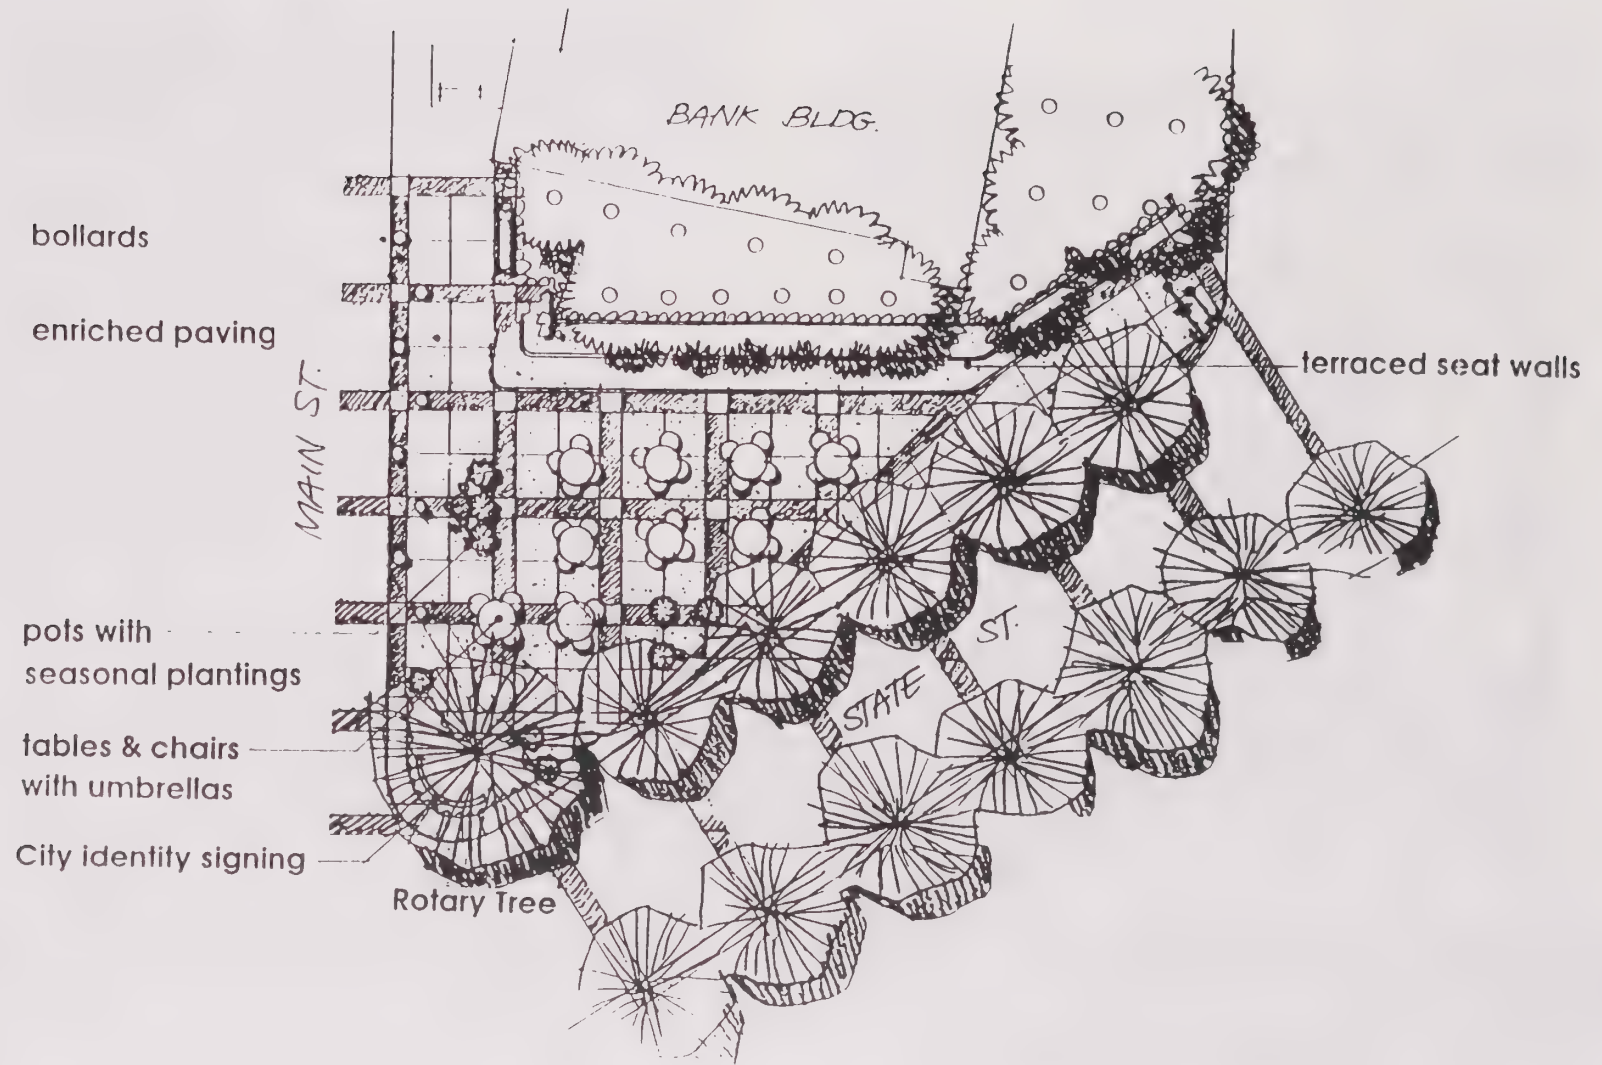 BANK BLDG.
bollards
enriched paving
MAIN ST.
terraced seat walls
pots with
seasonal plantings
ST.
STATE
tables & chairs
with umbrellas
City identity signing
Rotary Tree